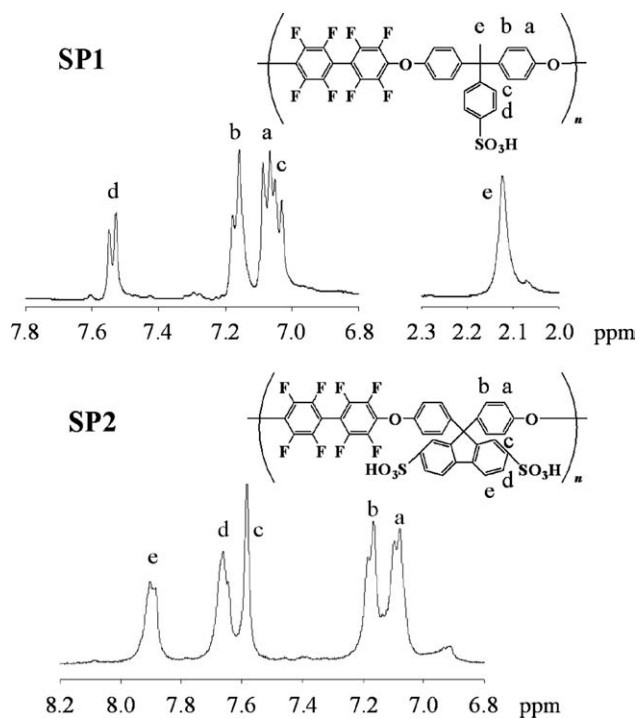 e b a
F F F F
SP1
O
O
F F F F
c
d
n
SO3H
b a
c
d
e
7.8 7.6 7.4 7.2 7.0 6.8
2.3 2.2 2.1 2.0 ppm
b a
F F F F
SP2
O
O
F F F F
c
HO3S
SO3H
d
e
n
b
a
d
c
e
8.2 8.0 7.8 7.6 7.4 7.2 7.0 6.8 ppm